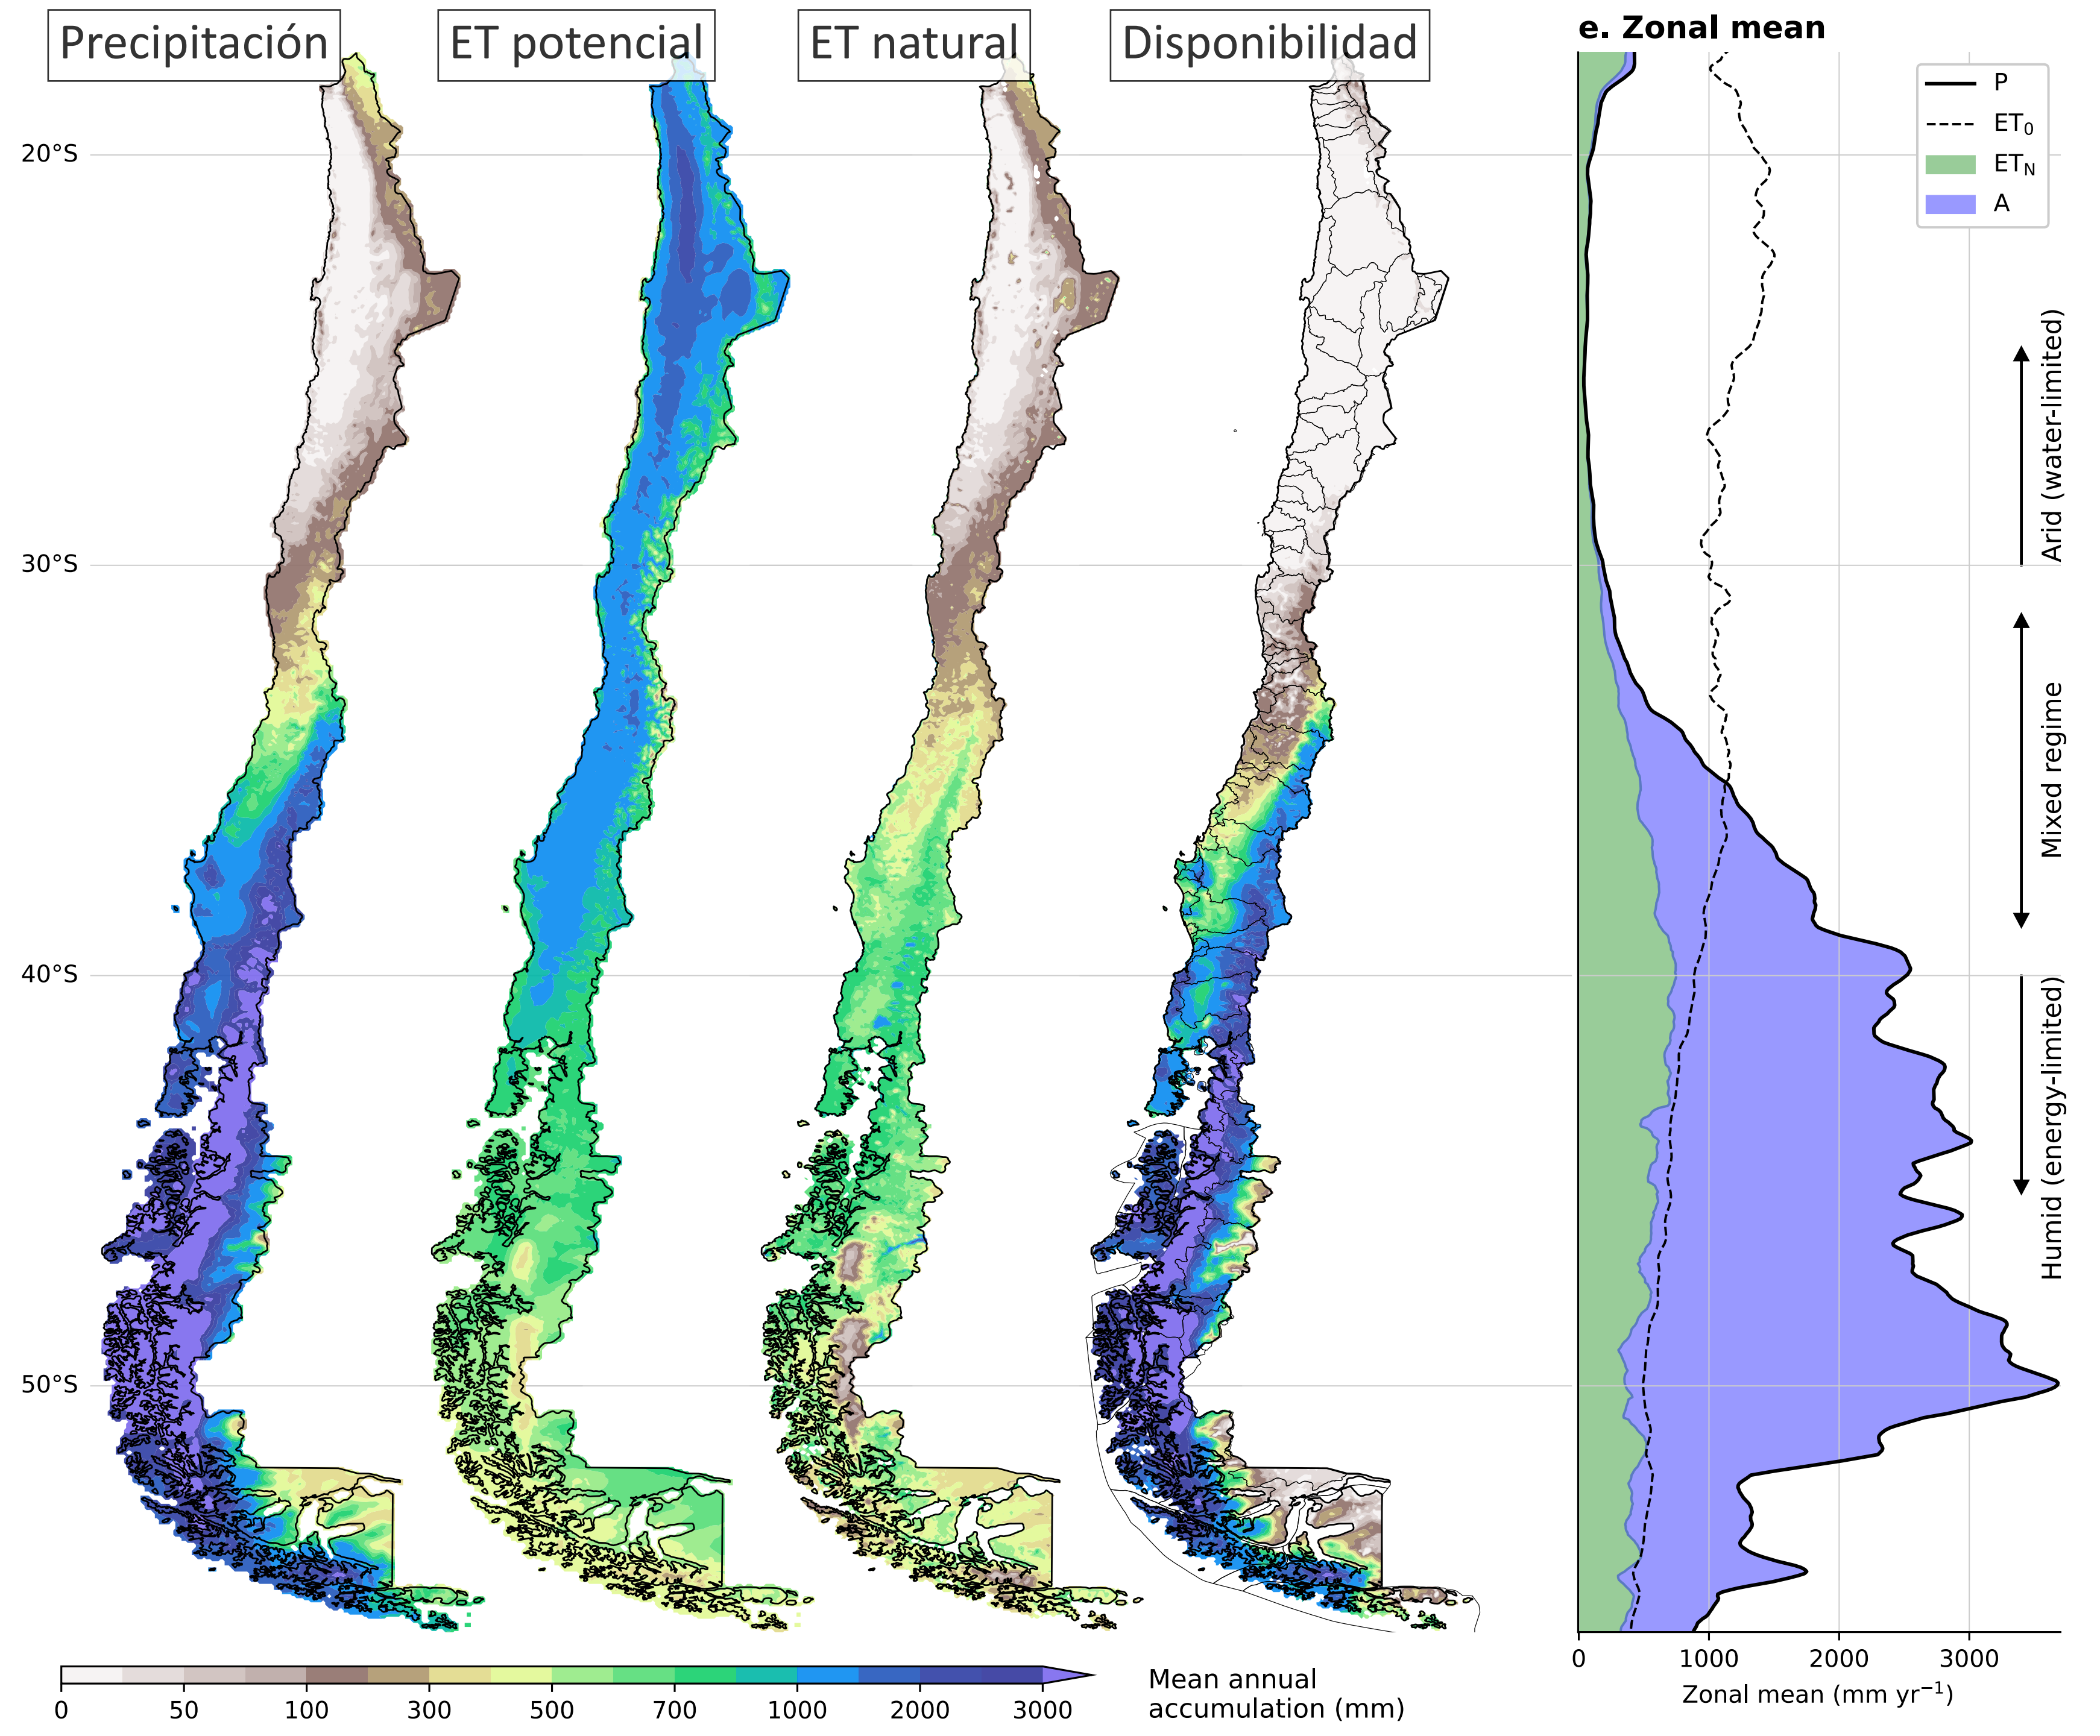 Precipitación
ET potencial
ET natural
Disponibilidad
e. Zonal mean
P
ET₀
ET_N
A
20°S
30°S
40°S
50°S
Arid (water-limited)
Mixed regime
Humid (energy-limited)
0 50 100 300 500 700 1000 2000 3000
Mean annual
accumulation (mm)
0 1000 2000 3000
Zonal mean (mm yr⁻¹)